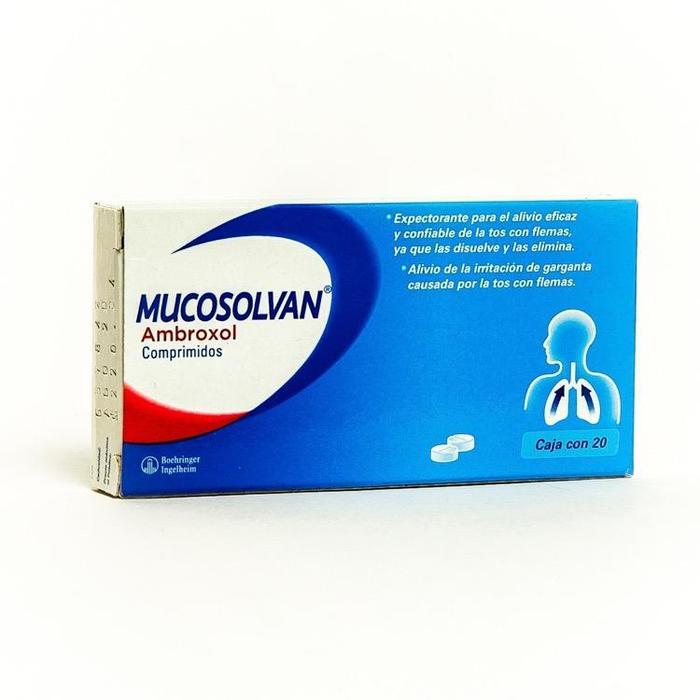 * Expectorante para el alivio eficaz
y confiable de la tos con flemas,
ya que las disuelve y las elimina.
* Alivio de la irritación de garganta
causada por la tos con flemas.
MUCOSOLVAN®
Ambroxol
Comprimidos
Caja con 20
Boehringer
Ingelheim